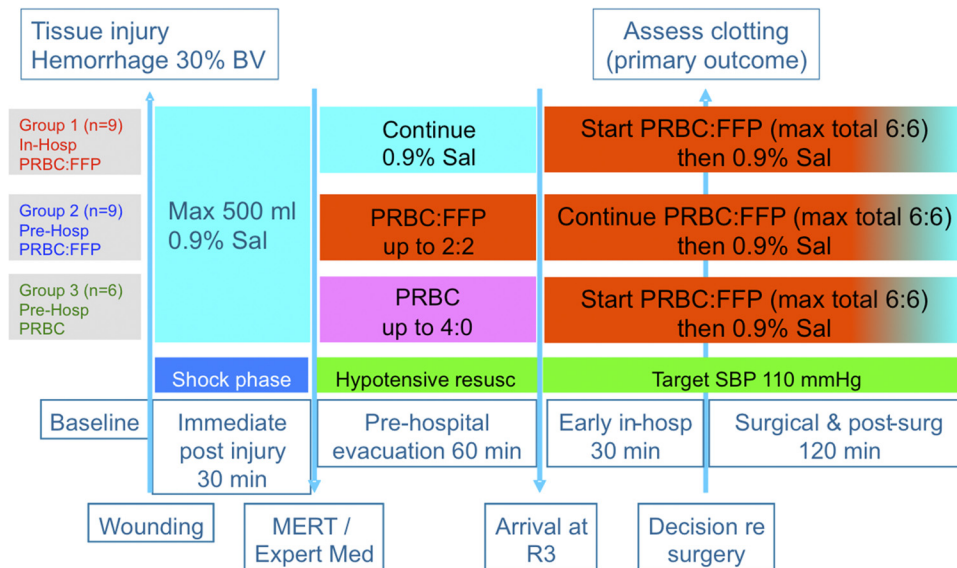 Tissue injury
Hemorrhage 30% BV
Assess clotting
(primary outcome)
Group 1 (n=9)
In-Hosp
PRBC:FFP
Continue
0.9% Sal
Start PRBC:FFP (max total 6:6)
then 0.9% Sal
Group 2 (n=9)
Pre-Hosp
PRBC:FFP
Max 500 ml
0.9% Sal
PRBC:FFP
up to 2:2
Continue PRBC:FFP (max total 6:6)
then 0.9% Sal
Group 3 (n=6)
Pre-Hosp
PRBC
PRBC
up to 4:0
Start PRBC:FFP (max total 6:6)
then 0.9% Sal
Shock phase
Hypotensive resusc
Target SBP 110 mmHg
Baseline
Immediate
post injury
30 min
Pre-hospital
evacuation 60 min
Early in-hosp
30 min
Surgical & post-surg
120 min
Wounding
MERT /
Expert Med
Arrival at
R3
Decision re
surgery